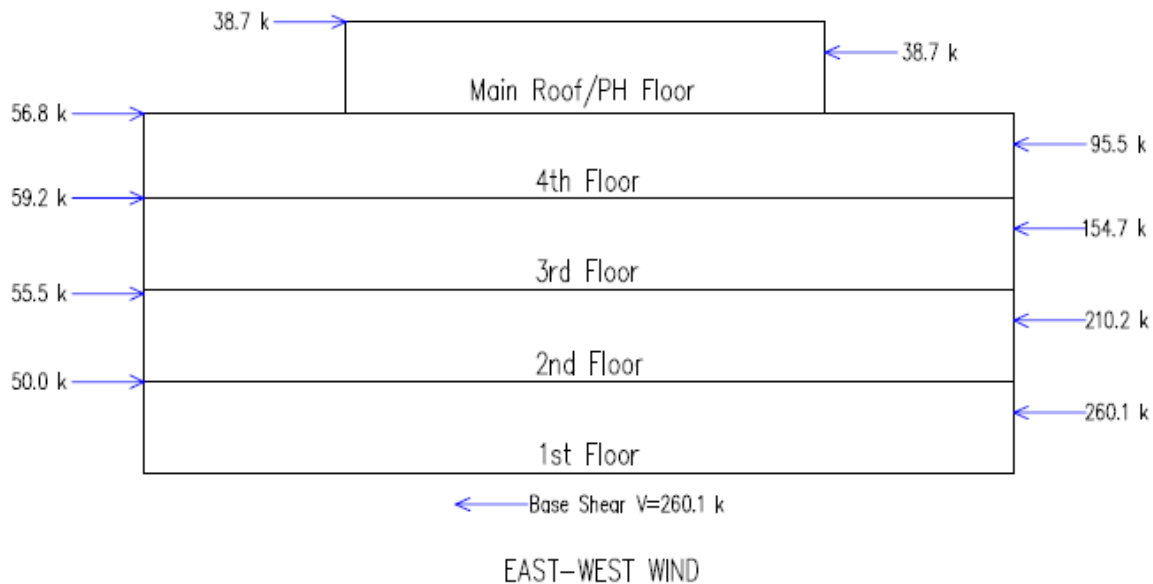 38.7 k
38.7 k
Main Roof/PH Floor
56.8 k
95.5 k
4th Floor
59.2 k
154.7 k
3rd Floor
55.5 k
210.2 k
2nd Floor
50.0 k
260.1 k
1st Floor
Base Shear V=260.1 k
EAST-WEST WIND